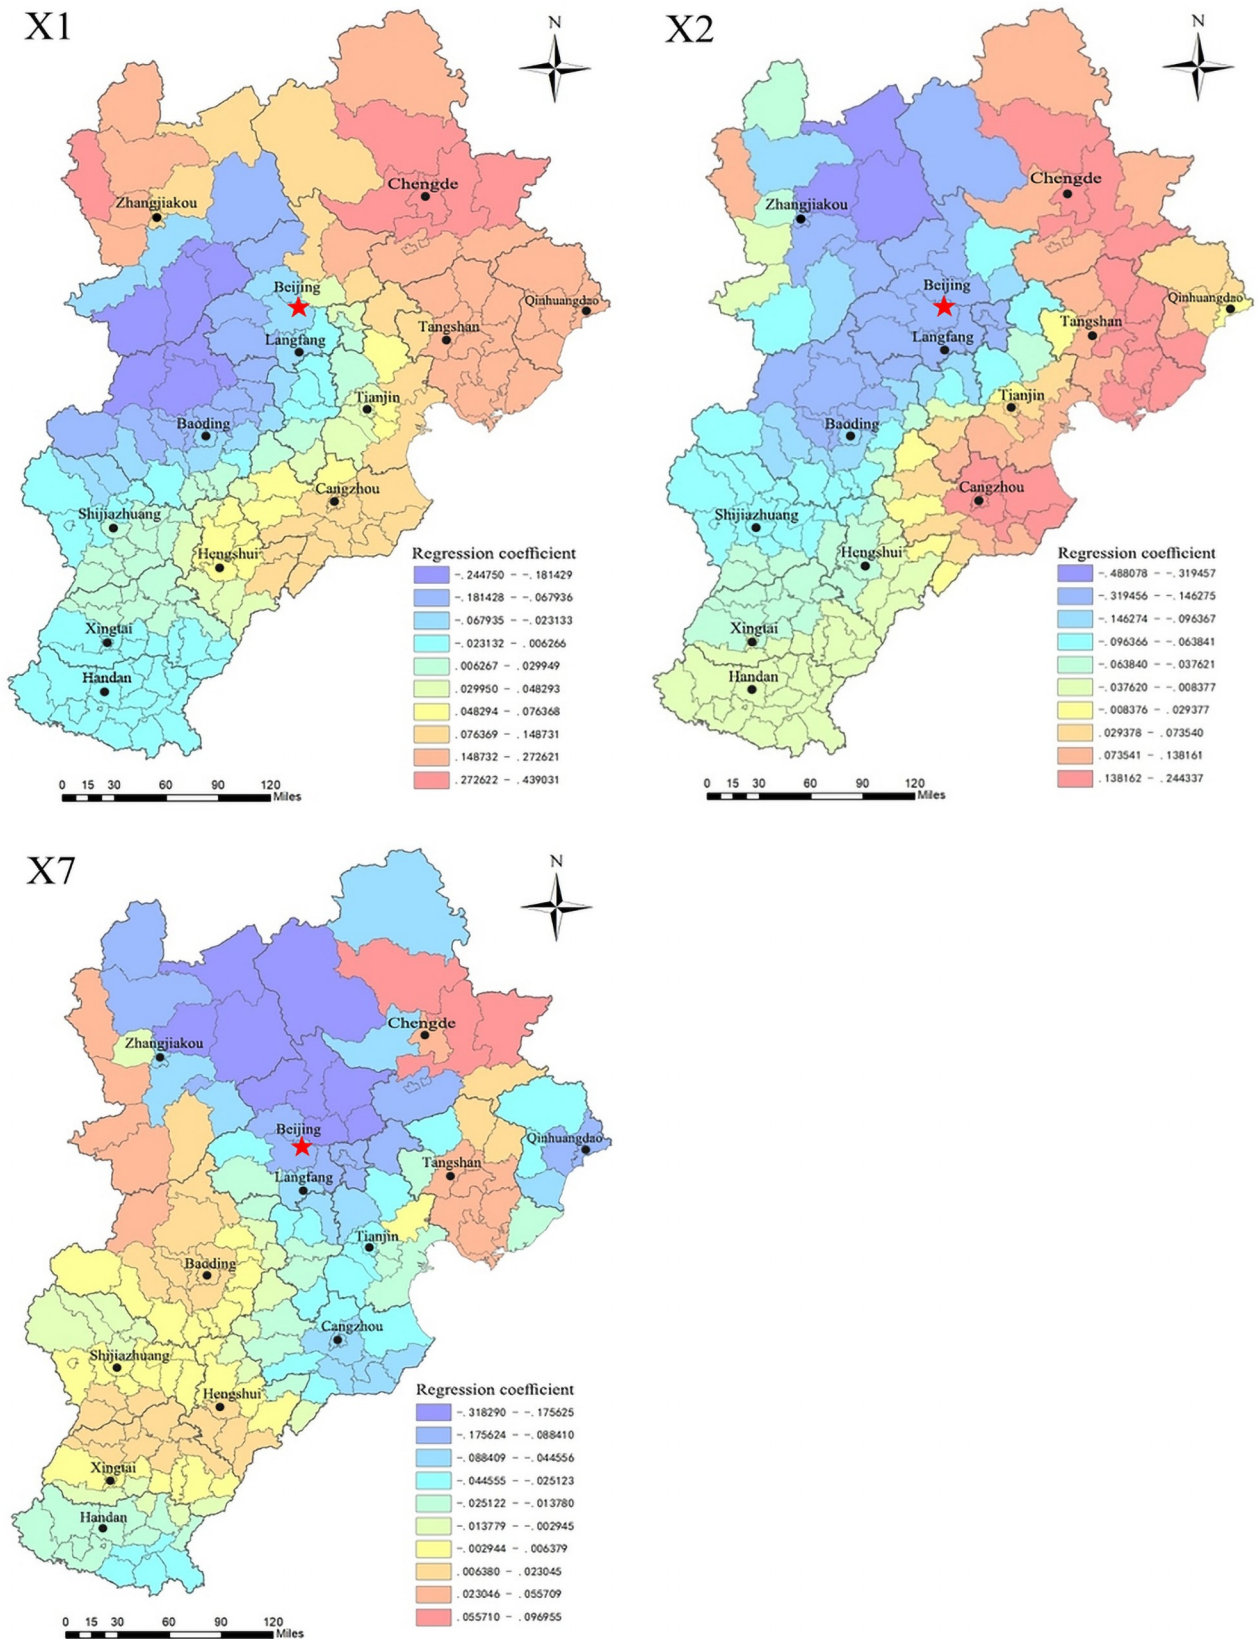 X1
N
Chengde
Zhangjiakou
Beijing
Qinhuangdao
Tangshan
Langfang
Tianjin
Baoding
Cangzhou
Shijiazhuang
Hengshui
Xingtai
Handan
Regression coefficient
-. 244750 - -. 181429
-. 181428 - -. 067936
-. 067935 - -. 023133
-. 023132 - . 006266
. 006267 - . 029949
. 029950 - . 048293
. 048294 - . 076368
. 076369 - . 148731
. 148732 - . 272621
. 272622 - . 439031
0 15 30 60 90 120
Miles
X2
N
Chengde
Zhangjiakou
Beijing
Qinhuangdao
Tangshan
Langfang
Tianjin
Baoding
Cangzhou
Shijiazhuang
Hengshui
Xingtai
Handan
Regression coefficient
-. 488078 - -. 319457
-. 319456 - -. 146275
-. 146274 - -. 096367
-. 096366 - -. 063841
-. 063840 - -. 037621
-. 037620 - -. 008377
-. 008376 - . 029377
. 029378 - . 073540
. 073541 - . 138161
. 138162 - . 244337
0 15 30 60 90 120
Miles
X7
N
Chengde
Zhangjiakou
Beijing
Qinhuangdao
Tangshan
Langfang
Tianjin
Baoding
Cangzhou
Shijiazhuang
Hengshui
Xingtai
Handan
Regression coefficient
-. 318290 - -. 175625
-. 175624 - -. 088410
-. 088409 - -. 044556
-. 044555 - -. 025123
-. 025122 - -. 013780
-. 013779 - -. 002945
-. 002944 - . 006379
. 006380 - . 023045
. 023046 - . 055709
. 055710 - . 096955
0 15 30 60 90 120
Miles